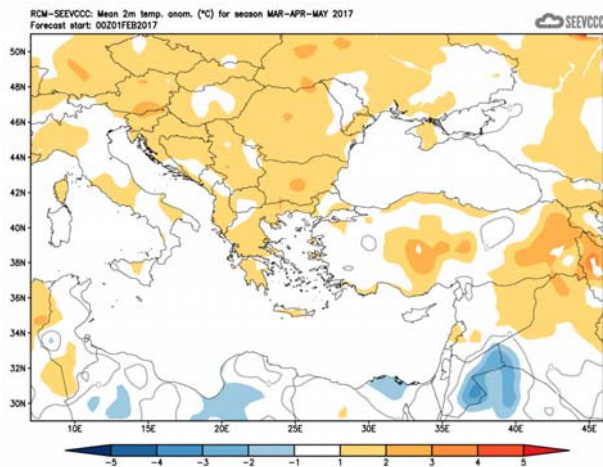 RCM-SEEVCCC: Mean 2m temp. anom. (°C) for season MAR-APR-MAY 2017
Forecast start: 00Z01FEB2017
SEEVCCC
50N
48N
46N
44N
42N
40N
38N
36N
34N
32N
30N
10E 15E 20E 25E 30E 35E 40E 45E
-5 -4 -3 -2 -1 1 2 3 4 5